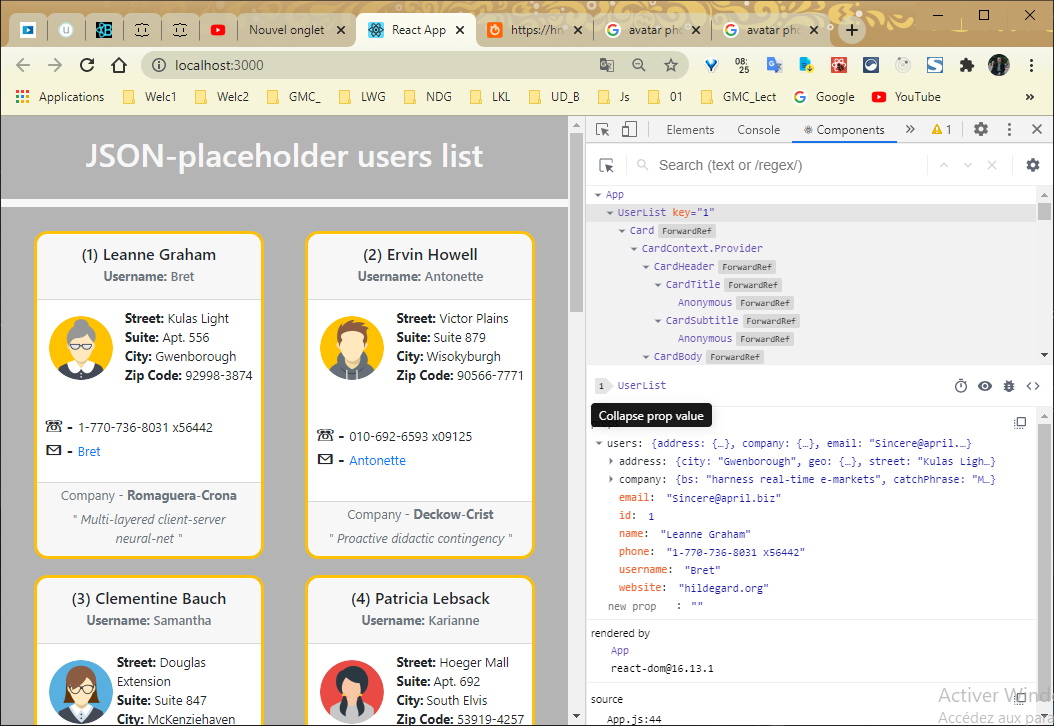 Nouvel onglet
React App
https://hn
avatar pho
avatar pho
localhost:3000
08:
25
Applications
Welc1
Welc2
GMC_
LWG
NDG
LKL
UD_B
Js
01
GMC_Lect
Google
YouTube
»
JSON-placeholder users list
(1) Leanne Graham
Username: Bret
Street: Kulas Light
Suite: Apt. 556
City: Gwenborough
Zip Code: 92998-3874
- 1-770-736-8031 x56442
- Bret
Company - Romaguera-Crona
" Multi-layered client-server
neural-net "
(2) Ervin Howell
Username: Antonette
Street: Victor Plains
Suite: Suite 879
City: Wisokyburgh
Zip Code: 90566-7771
- 010-692-6593 x09125
- Antonette
Company - Deckow-Crist
" Proactive didactic contingency "
(3) Clementine Bauch
Username: Samantha
Street: Douglas
Extension
Suite: Suite 847
City: McKenziehaven
(4) Patricia Lebsack
Username: Karianne
Street: Hoeger Mall
Suite: Apt. 692
City: South Elvis
Zip Code: 53919-4257
Elements
Console
Components
»
1
Search (text or /regex/)
App
UserList key="1"
Card ForwardRef
CardContext.Provider
CardHeader ForwardRef
CardTitle ForwardRef
Anonymous ForwardRef
CardSubtitle ForwardRef
Anonymous ForwardRef
CardBody ForwardRef
1 UserList
Collapse prop value
users: {address: {…}, company: {…}, email: "Sincere@april.…}
address: {city: "Gwenborough", geo: {…}, street: "Kulas Ligh…}
company: {bs: "harness real-time e-markets", catchPhrase: "M…}
email: "Sincere@april.biz"
id: 1
name: "Leanne Graham"
phone: "1-770-736-8031 x56442"
username: "Bret"
website: "hildegard.org"
new prop : ""
rendered by
App
react-dom@16.13.1
source
App.js:44
Activer Wind
Accédez aux para